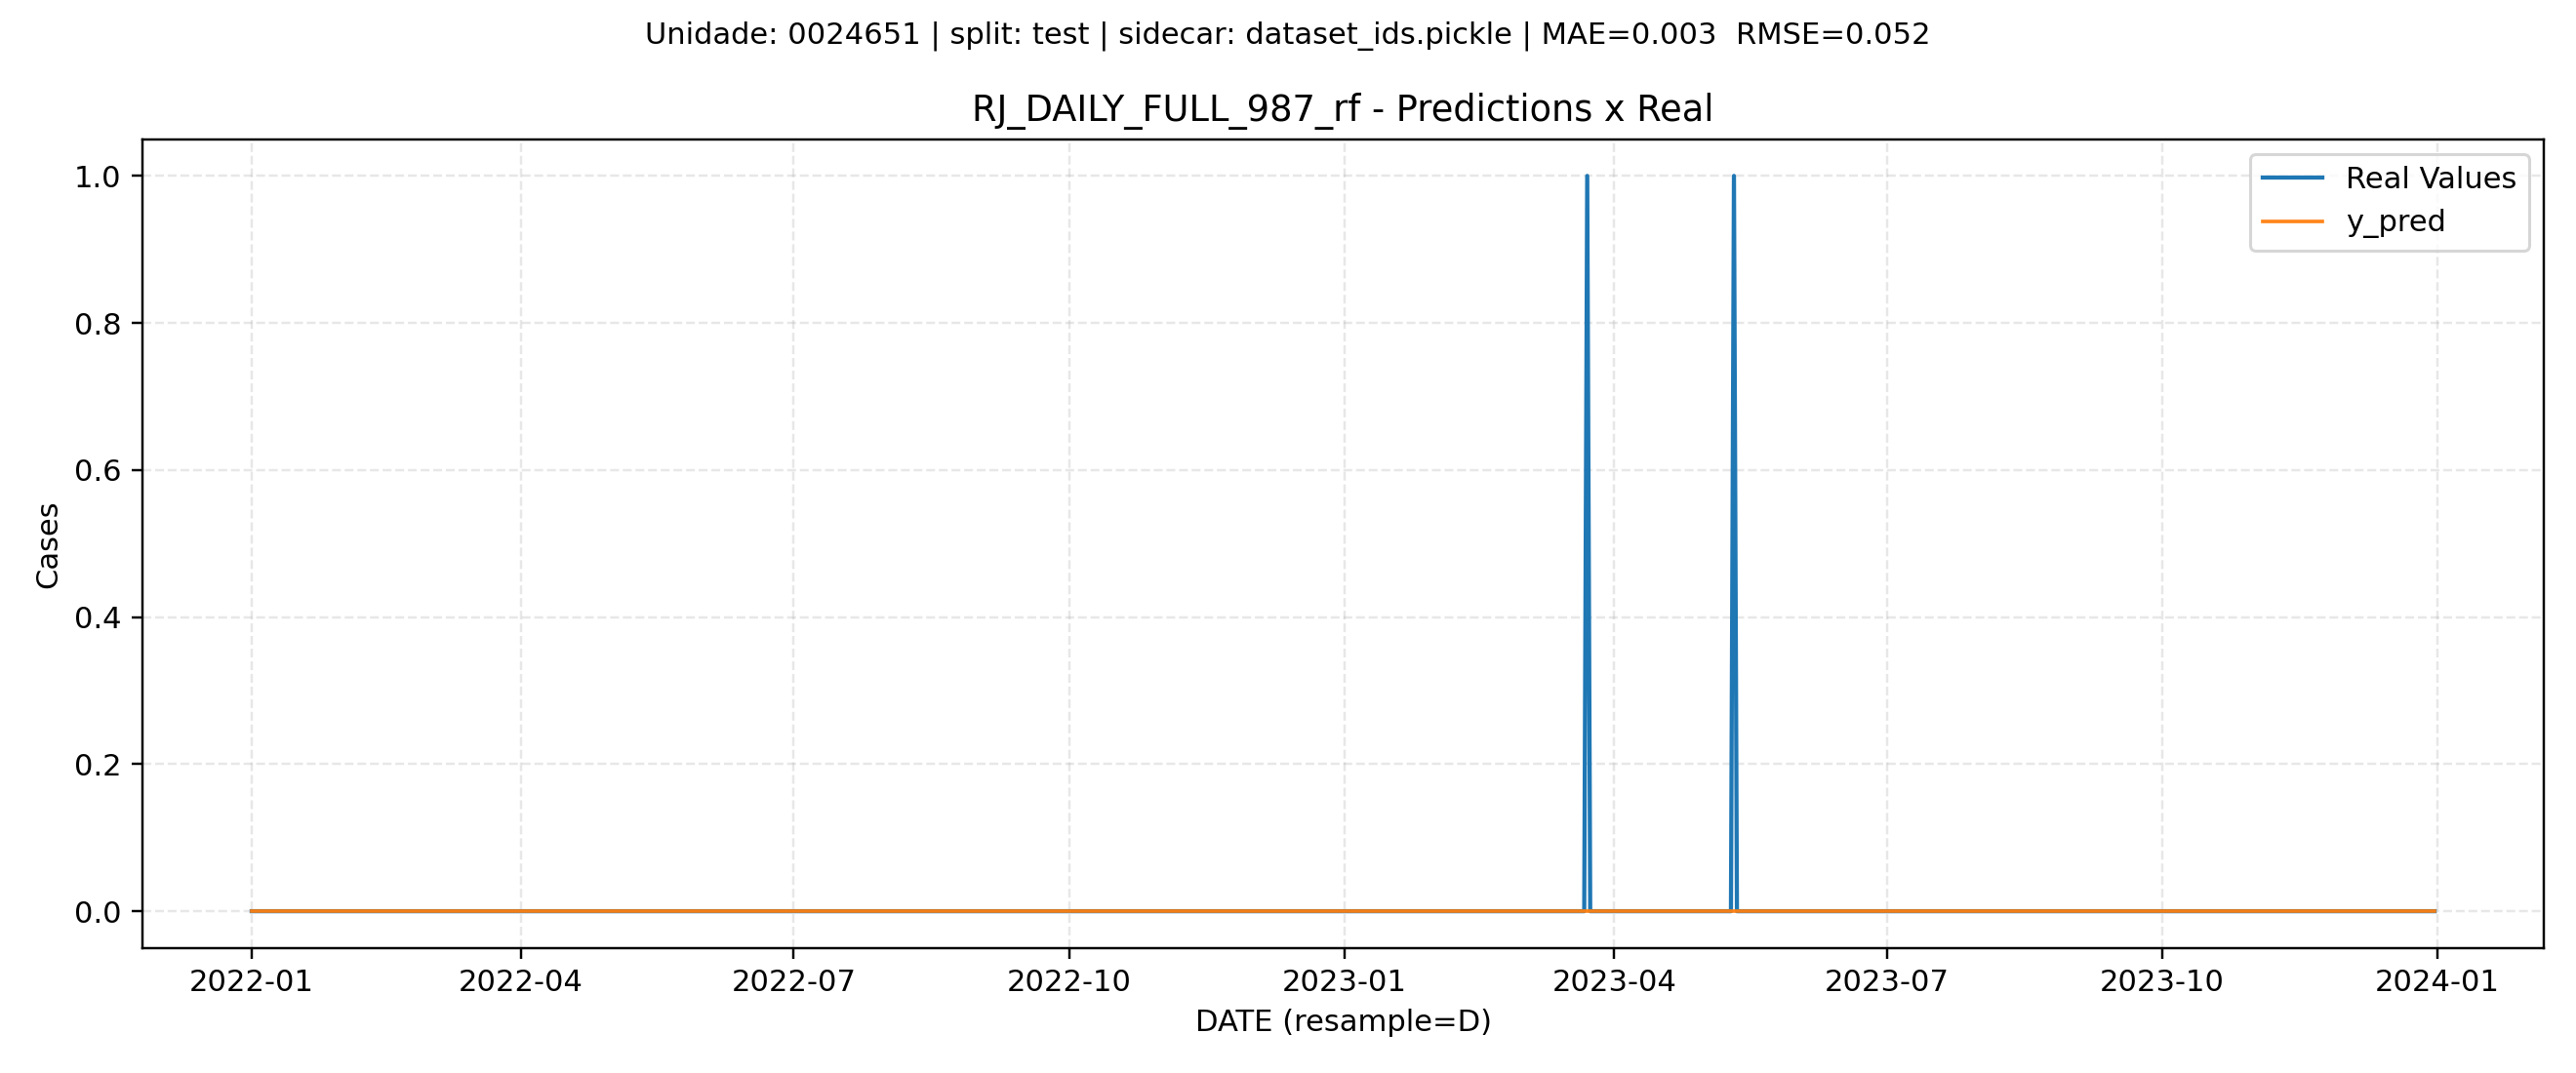 Unidade: 0024651 | split: test | sidecar: dataset_ids.pickle | MAE=0.003  RMSE=0.052
RJ_DAILY_FULL_987_rf - Predictions x Real
Real Values
y_pred
1.0
0.8
0.6
0.4
0.2
0.0
Cases
2022-01
2022-04
2022-07
2022-10
2023-01
2023-04
2023-07
2023-10
2024-01
DATE (resample=D)